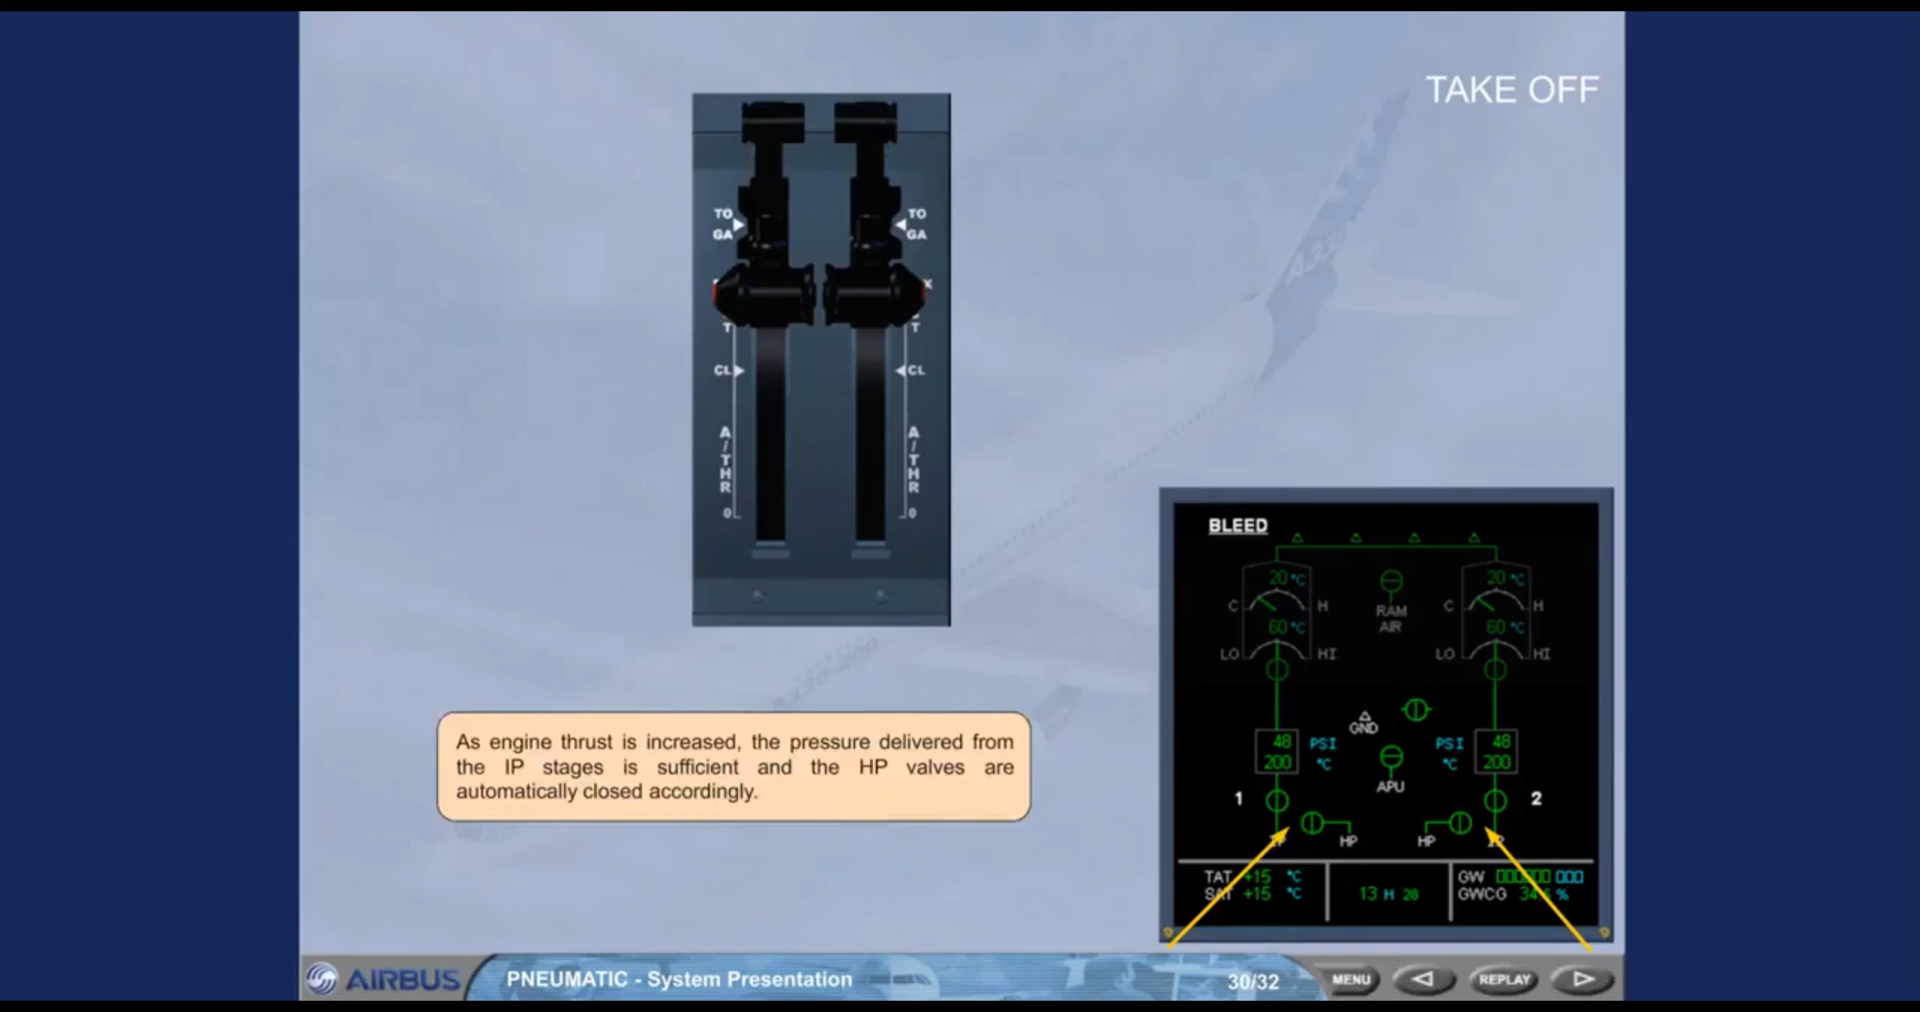 TAKE OFF
TO
GA
TO
GA
X
T
T
CL
CL
A/THR
A/THR
0
0
As engine thrust is increased, the pressure delivered from
the IP stages is sufficient and the HP valves are
automatically closed accordingly.
BLEED
20 °C
20 °C
C
H
RAM
AIR
C
H
60 °C
60 °C
LO
HI
LO
HI
GND
48
PSI
PSI
48
200
°C
°C
200
APU
1
2
HP
HP
TAT +15 °C
SAT +15 °C
13 H 28
GW
GWCG %
AIRBUS
PNEUMATIC - System Presentation
30/32
MENU
REPLAY